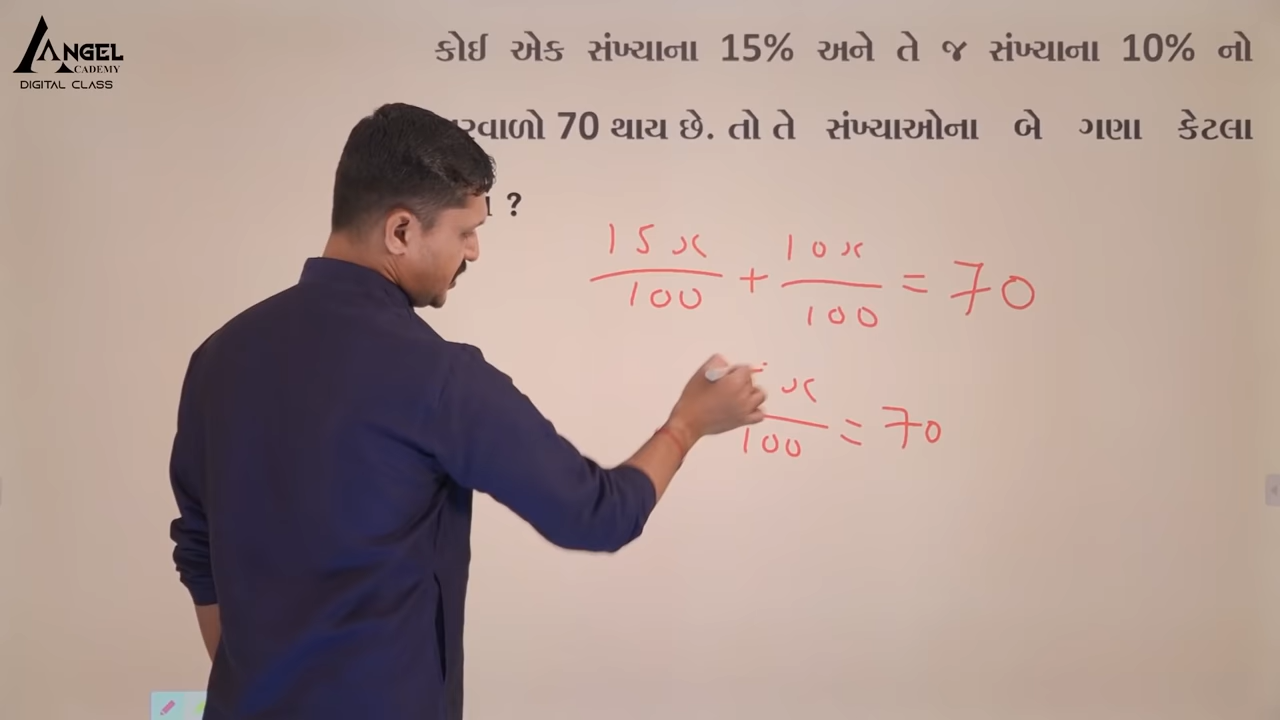 ANGEL
ACADEMY
DIGITAL CLASS
કોઈ એક સંખ્યાના 15% અને તે જ સંખ્યાના 10% નો
70 થાય છે. તો તે સંખ્યાઓના બે ગણા કેટલા
?
15x/100 + 10x/100 = 70
x/100 = 70